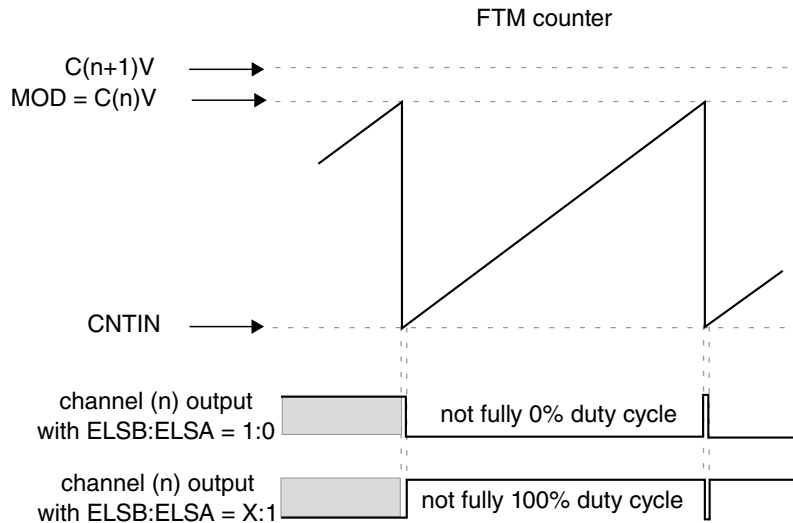 FTM counter
C(n+1)V
MOD = C(n)V
CNTIN
channel (n) output
with ELSB:ELSA = 1:0
not fully 0% duty cycle
channel (n) output
with ELSB:ELSA = X:1
not fully 100% duty cycle